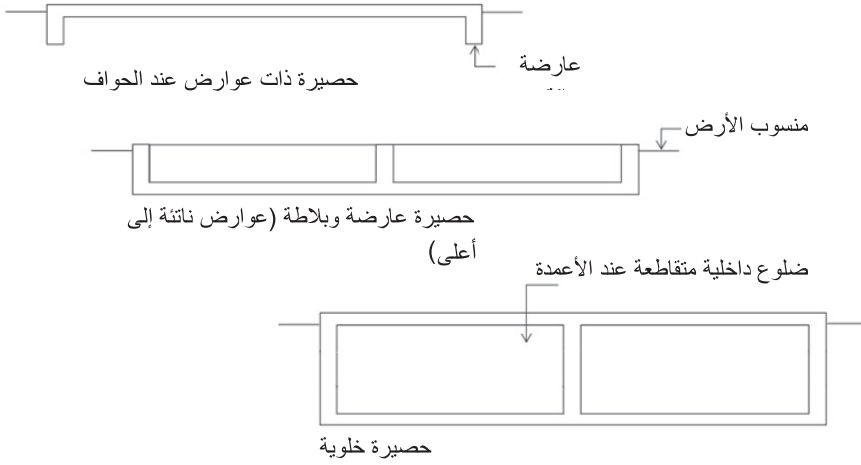 عارضة
حصيرة ذات عوارض عند الحواف
منسوب الأرض
حصيرة عارضة وبلاطة (عوارض ناتئة إلى
أعلى)
ضلوع داخلية متقاطعة عند الأعمدة
حصيرة خلوية